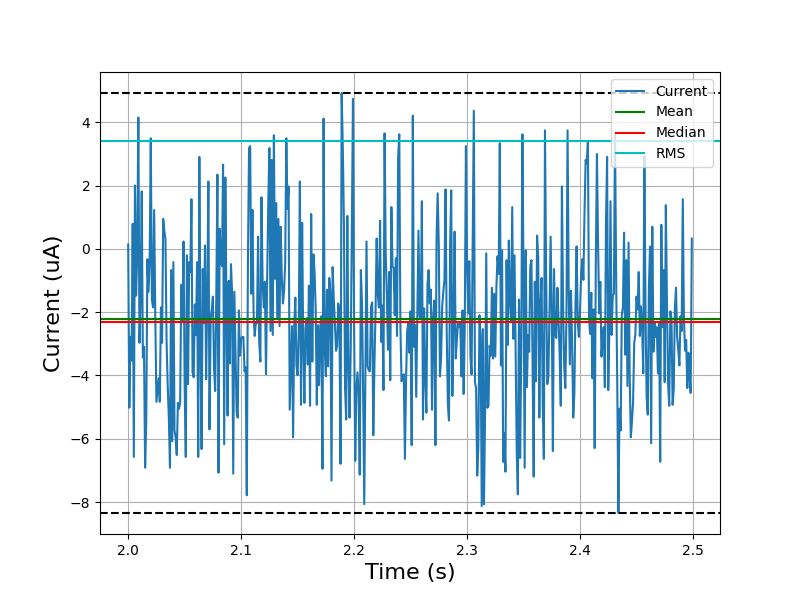 Current
Mean
Median
RMS
4
2
0
−2
−4
−6
−8
Current (uA)
2.0 2.1 2.2 2.3 2.4 2.5
Time (s)